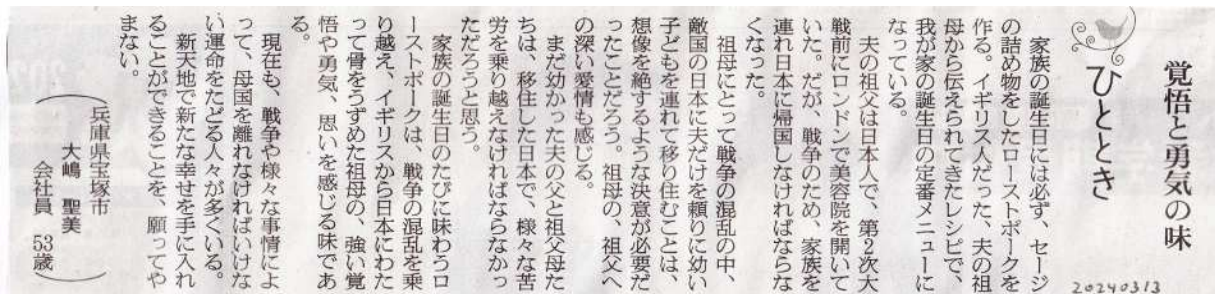 覚悟と勇気の味
ひととき
家族の誕生日には必ず、セージ
の詰め物をしたローストポークを
作る。イギリス人だった、夫の祖
母から伝えられてきたレシピで、
我が家の誕生日の定番メニューに
なっている。
夫の祖父は日本人で、第2次大
戦前にロンドンで美容院を開いて
いた。だが、戦争のため、家族を
連れ日本に帰国しなければならな
くなった。
祖母にとって戦争の混乱の中、
敵国の日本に夫だけを頼りに幼い
子どもを連れて移り住むことは、
想像を絶するような決意が必要だ
ったことだろう。祖母の、祖父へ
の深い愛情も感じる。
まだ幼かった夫の父と祖父母た
ちは、移住した日本で、様々な苦
労を乗り越えなければならなかっ
ただろうと思う。
家族の誕生日のたびに味わうロ
ーストポークは、戦争の混乱を乗
り越え、イギリスから日本にわた
って骨をうずめた祖母の、強い覚
悟や勇気、思いを感じる味であ
る。
現在も、戦争や様々な事情によ
って、母国を離れなければいけな
い運命をたどる人々が多くいる。
新天地で新たな幸せを手に入れ
ることができることを、願ってや
まない。
(兵庫県宝塚市
大嶋 聖美
会社員 53歳)
20240313